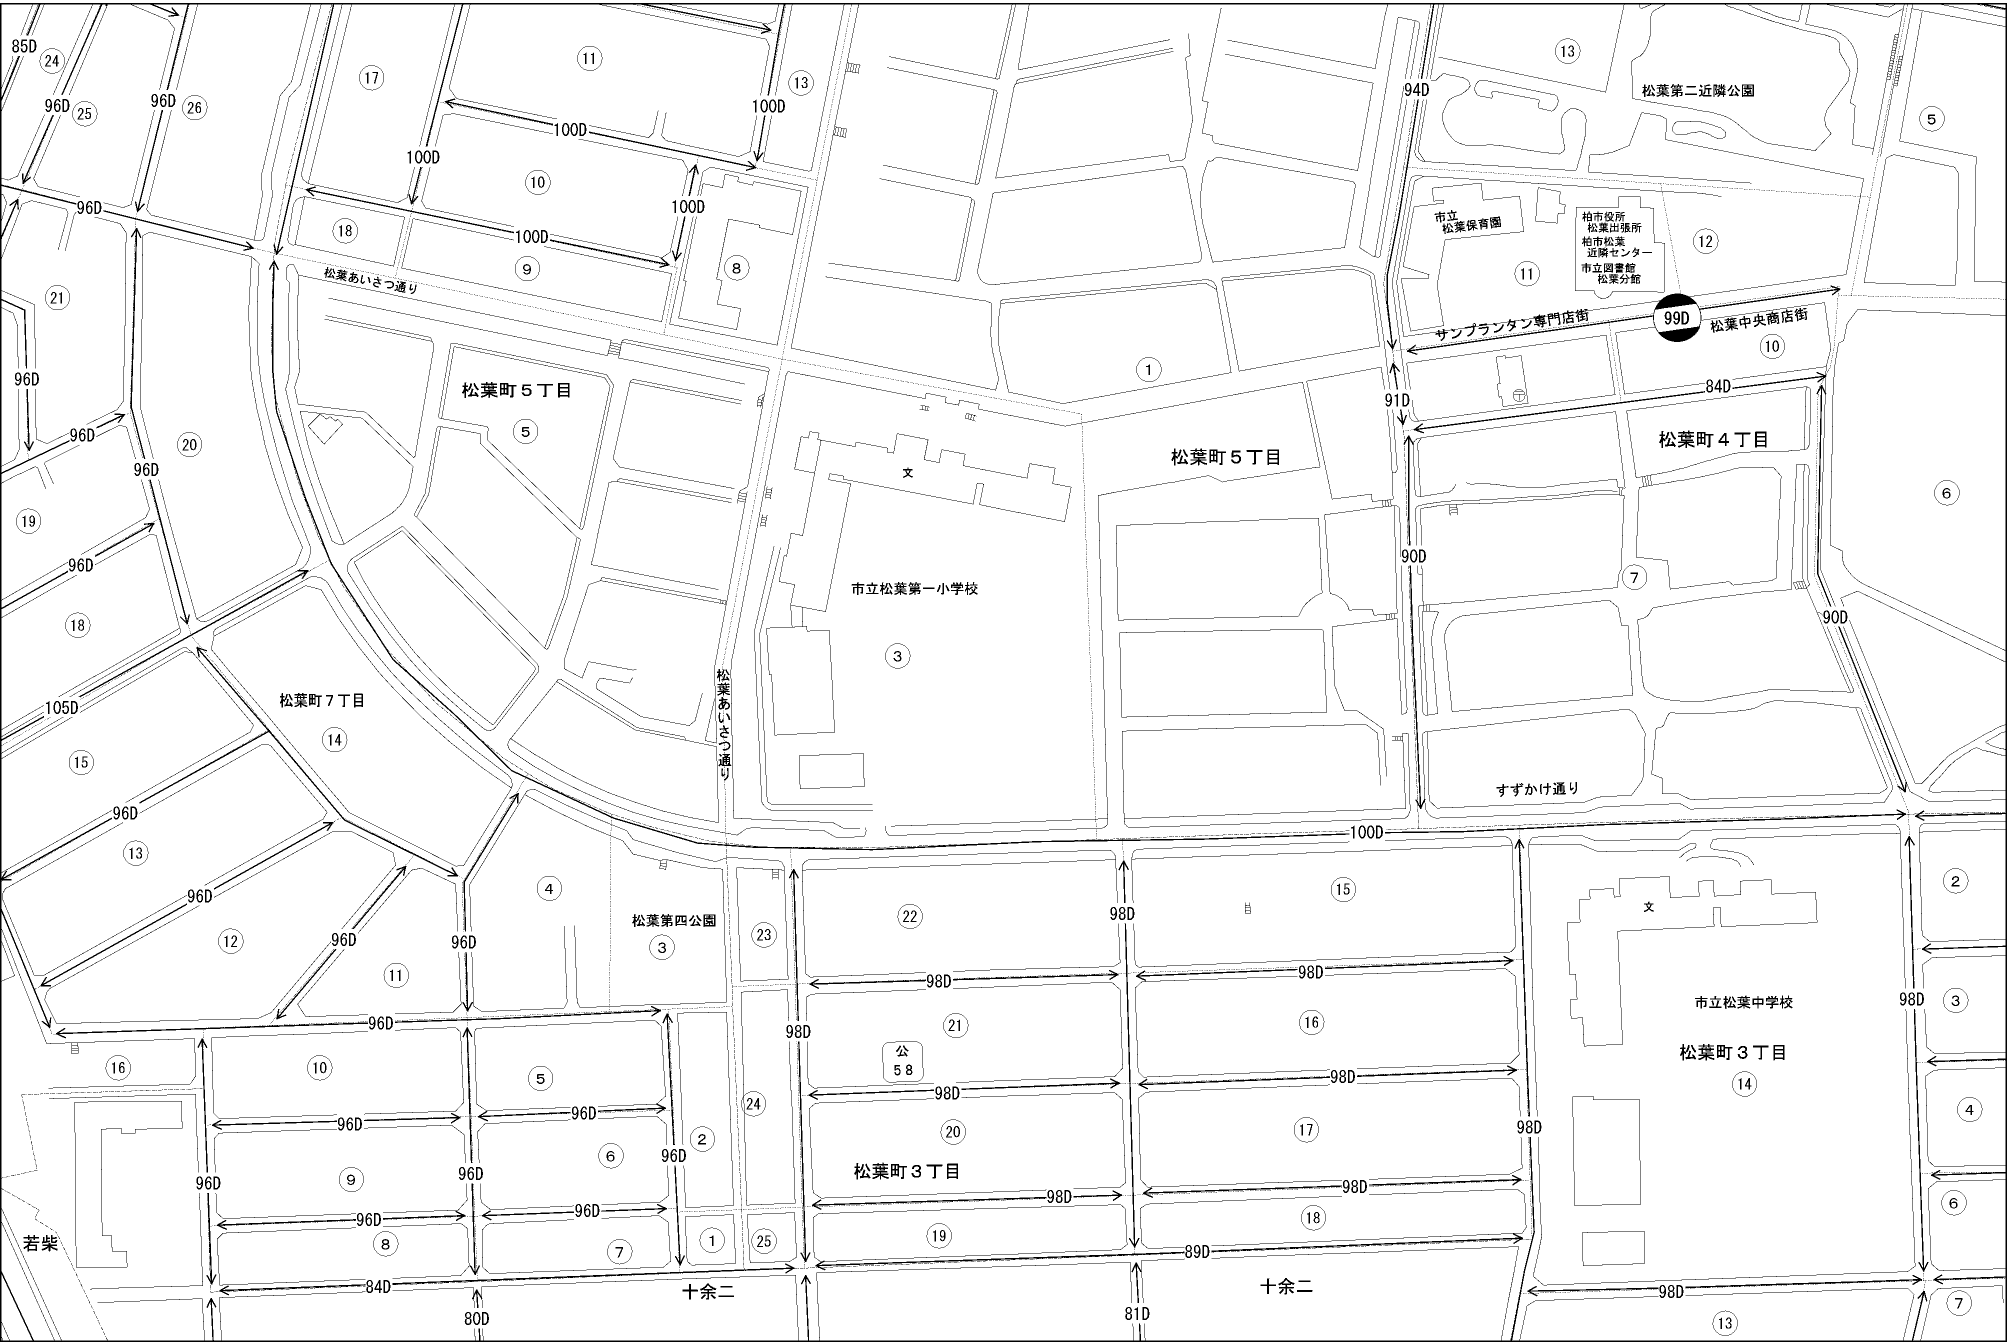 85D
24
96D
25
96D
26
17
11
13
100D
100D
100D
10
100D
100D
96D
18
9
8
松葉あいさつ通り
21
96D
96D
20
96D
19
96D
18
松葉町５丁目
5
94D
13
松葉第二近隣公園
5
市立
松葉保育園
柏市役所
松葉出張所
柏市松葉
近隣センター
市立図書館
松葉分館
12
11
サンプランタン専門店街
99D
松葉中央商店街
10
1
84D
91D
松葉町４丁目
松葉町５丁目
文
6
90D
7
市立松葉第一小学校
90D
3
松葉あいさつ通り
105D
松葉町７丁目
14
15
96D
13
96D
12
96D
11
96D
4
松葉第四公園
3
すずかけ通り
100D
15
2
文
22
23
98D
98D
98D
96D
98D
21
16
市立松葉中学校
98D
3
公
58
98D
98D
松葉町３丁目
14
16
10
5
96D
96D
24
2
20
17
98D
4
松葉町３丁目
96D
96D
96D
6
9
98D
98D
6
96D
96D
若柴
8
7
1
25
19
18
89D
84D
十余二
十余二
98D
80D
81D
13
7